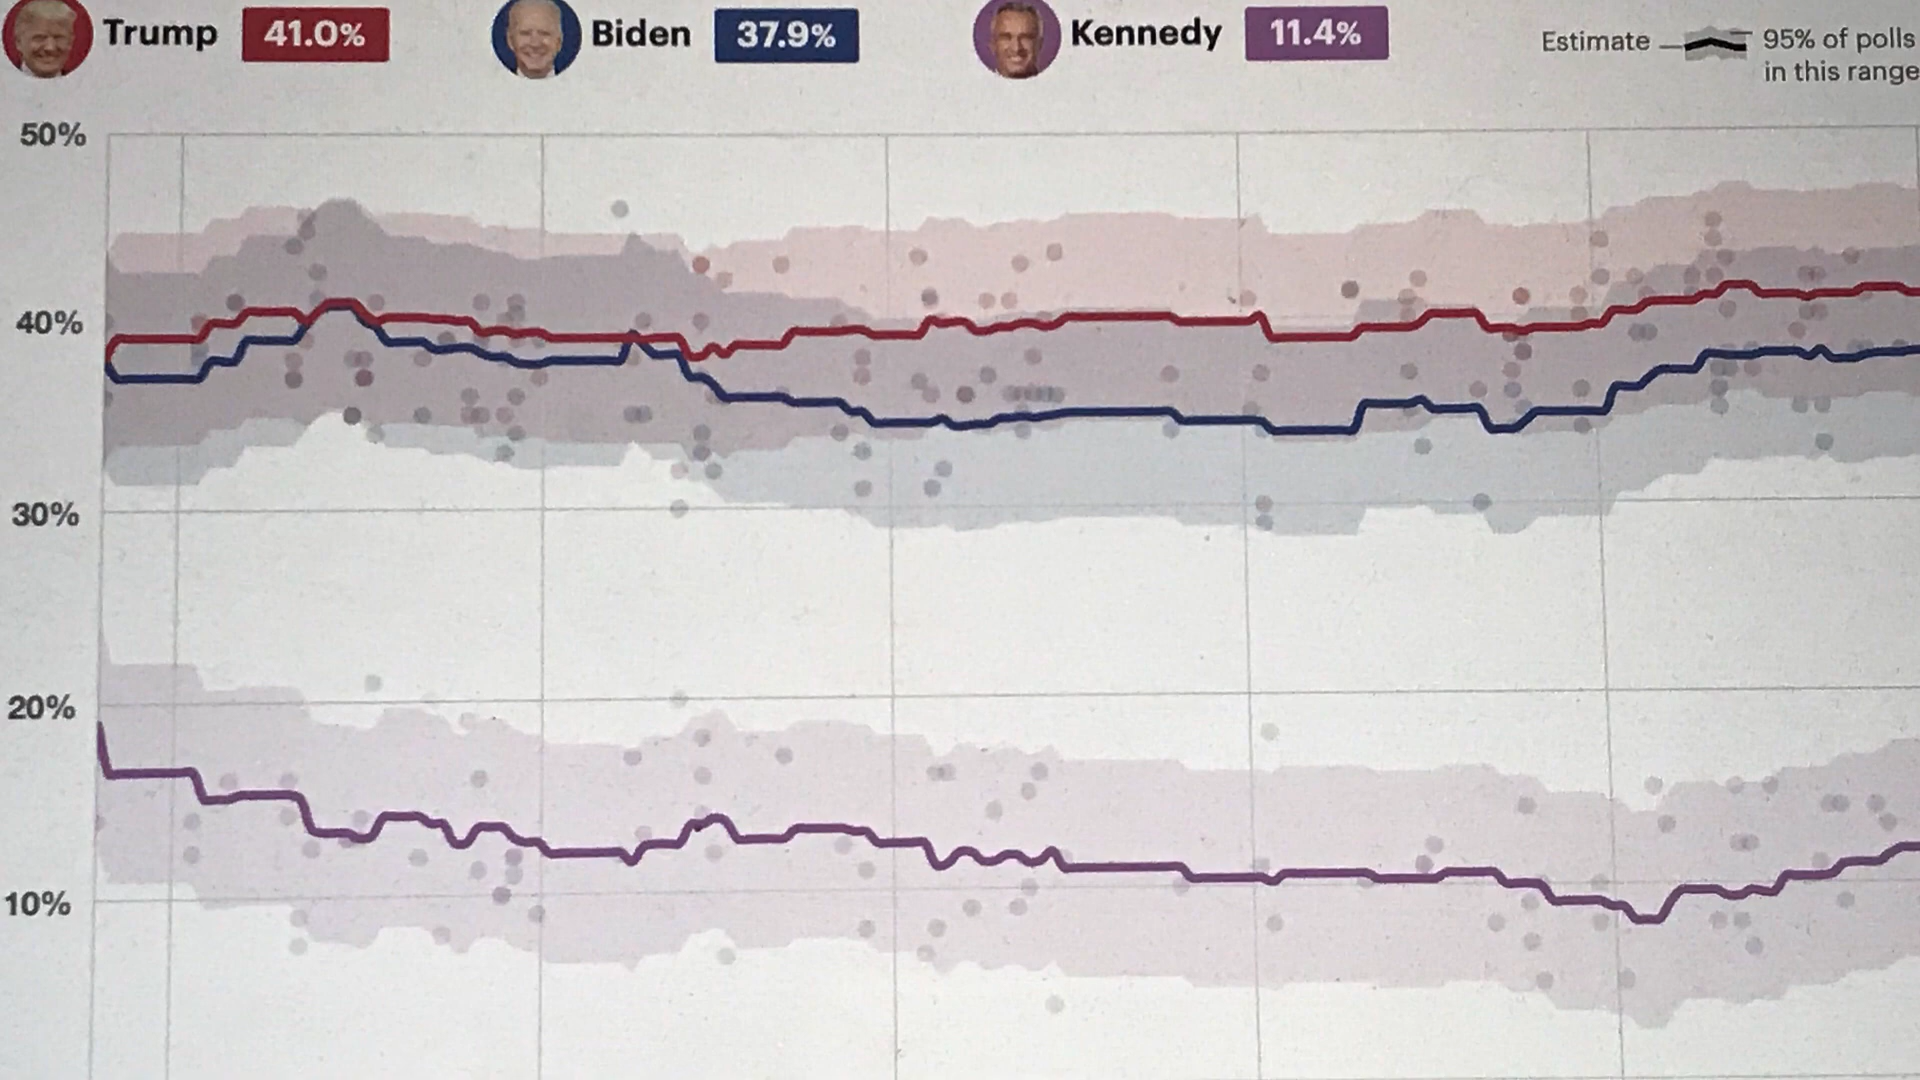 Trump 41.0% Biden 37.9% Kennedy 11.4% Estimate 95% of polls
in this range
50%
40%
30%
20%
10%